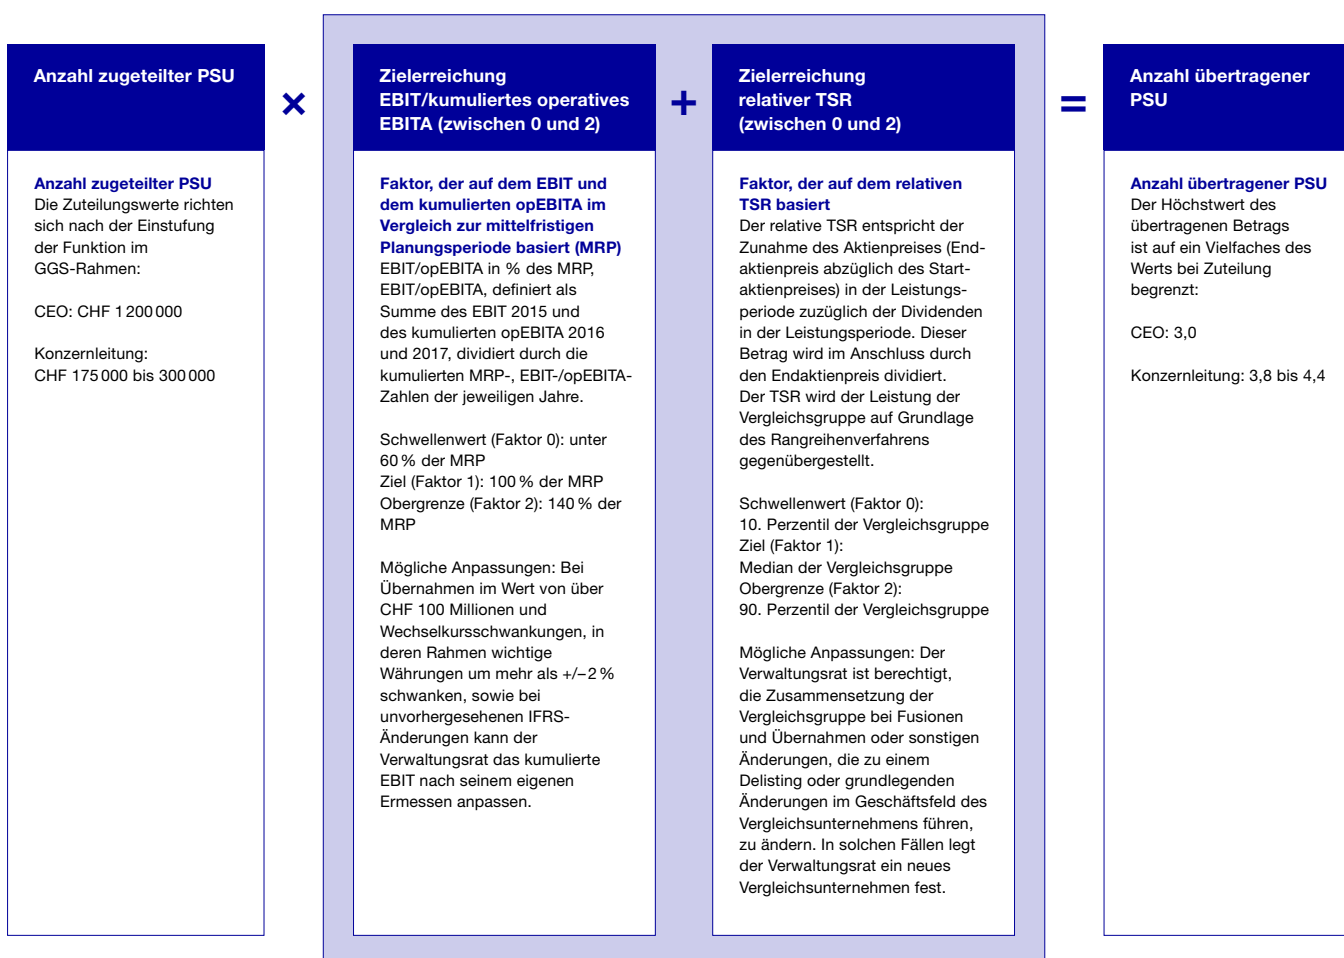 Anzahl zugeteilter PSU
Anzahl zugeteilter PSU
Die Zuteilungswerte richten
sich nach der Einstufung
der Funktion im
GGS-Rahmen:
CEO: CHF 1 200 000
Konzernleitung:
CHF 175 000 bis 300 000
×
Zielerreichung
EBIT/kumuliertes operatives
EBITA (zwischen 0 und 2)
Faktor, der auf dem EBIT und
dem kumulierten opEBITA im
Vergleich zur mittelfristigen
Planungsperiode basiert (MRP)
EBIT/opEBITA in % des MRP,
EBIT/opEBITA, definiert als
Summe des EBIT 2015 und
des kumulierten opEBITA 2016
und 2017, dividiert durch die
kumulierten MRP-, EBIT-/opEBITA-
Zahlen der jeweiligen Jahre.
Schwellenwert (Faktor 0): unter
60 % der MRP
Ziel (Faktor 1): 100 % der MRP
Obergrenze (Faktor 2): 140 % der
MRP
Mögliche Anpassungen: Bei
Übernahmen im Wert von über
CHF 100 Millionen und
Wechselkursschwankungen, in
deren Rahmen wichtige
Währungen um mehr als +/–2 %
schwanken, sowie bei
unvorhergesehenen IFRS-
Änderungen kann der
Verwaltungsrat das kumulierte
EBIT nach seinem eigenen
Ermessen anpassen.
+
Zielerreichung
relativer TSR
(zwischen 0 und 2)
Faktor, der auf dem relativen
TSR basiert
Der relative TSR entspricht der
Zunahme des Aktienpreises (End-
aktienpreis abzüglich des Start-
aktienpreises) in der Leistungs-
periode zuzüglich der Dividenden
in der Leistungsperiode. Dieser
Betrag wird im Anschluss durch
den Endaktienpreis dividiert.
Der TSR wird der Leistung der
Vergleichsgruppe auf Grundlage
des Rangreihenverfahrens
gegenübergestellt.
Schwellenwert (Faktor 0):
10. Perzentil der Vergleichsgruppe
Ziel (Faktor 1):
Median der Vergleichsgruppe
Obergrenze (Faktor 2):
90. Perzentil der Vergleichsgruppe
Mögliche Anpassungen: Der
Verwaltungsrat ist berechtigt,
die Zusammensetzung der
Vergleichsgruppe bei Fusionen
und Übernahmen oder sonstigen
Änderungen, die zu einem
Delisting oder grundlegenden
Änderungen im Geschäftsfeld des
Vergleichsunternehmens führen,
zu ändern. In solchen Fällen legt
der Verwaltungsrat ein neues
Vergleichsunternehmen fest.
=
Anzahl übertragener
PSU
Anzahl übertragener PSU
Der Höchstwert des
übertragenen Betrags
ist auf ein Vielfaches des
Werts bei Zuteilung
begrenzt:
CEO: 3,0
Konzernleitung: 3,8 bis 4,4